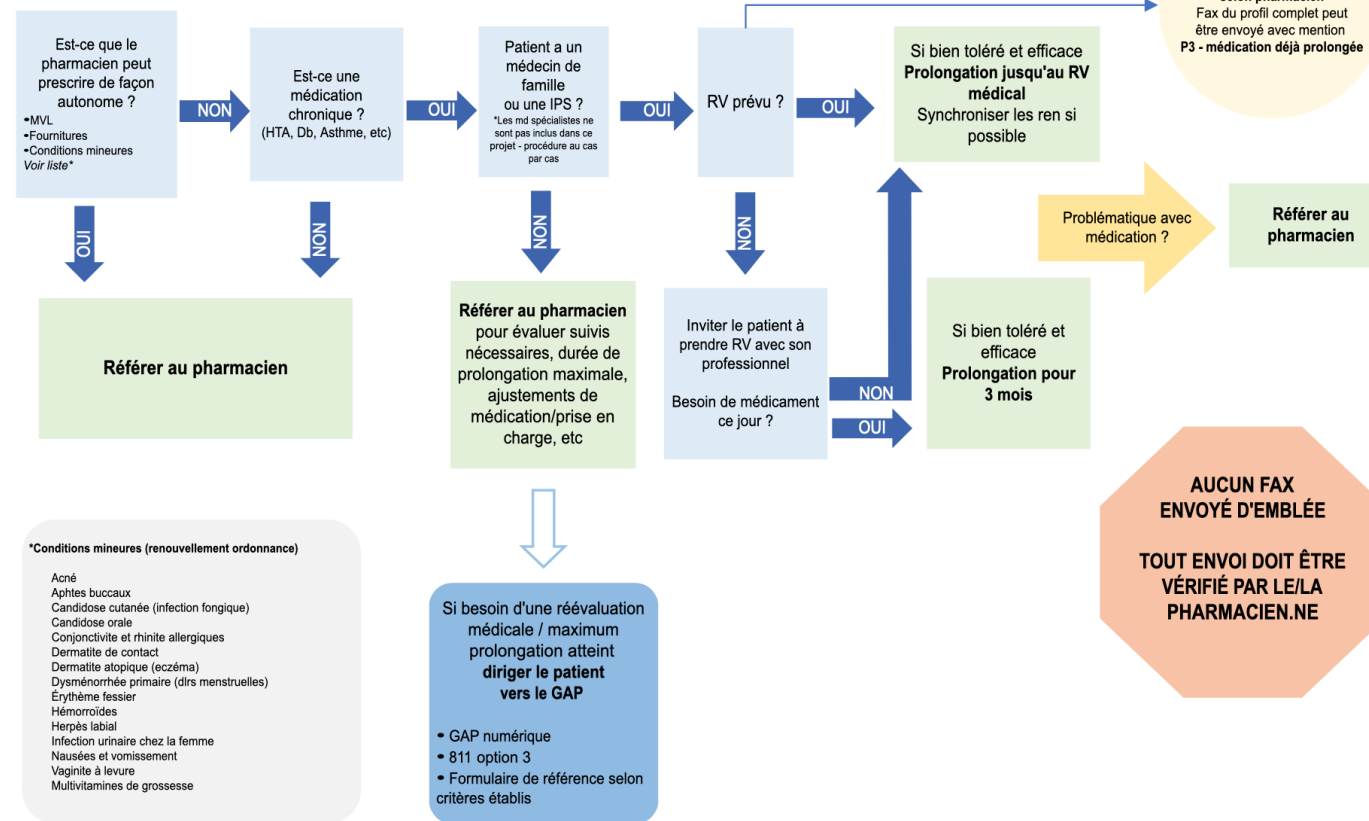 Est-ce que le
pharmacien peut
prescrire de façon
autonome ?
•MVL
•Fournitures
•Conditions mineures
Voir liste*
NON
OUI
Est-ce une
médication
chronique ?
(HTA, Db, Asthme, etc)
OUI
NON
Référer au pharmacien
Patient a un
médecin de
famille
ou une IPS ?
*Les md spécialistes ne
sont pas inclus dans ce
projet - procédure au cas
par cas
OUI
NON
Référer au pharmacien
pour évaluer suivis
nécessaires, durée de
prolongation maximale,
ajustements de
médication/prise en
charge, etc
RV prévu ?
OUI
NON
Si bien toléré et efficace
Prolongation jusqu'au RV
médical
Synchroniser les ren si
possible
selon pharmacien
Fax du profil complet peut
être envoyé avec mention
P3 - médication déjà prolongée
Inviter le patient à
prendre RV avec son
professionnel
Besoin de médicament
ce jour ?
NON
OUI
Si bien toléré et
efficace
Prolongation pour
3 mois
Problématique avec
médication ?
Référer au
pharmacien
*Conditions mineures (renouvellement ordonnance)
Acné
Aphtes buccaux
Candidose cutanée (infection fongique)
Candidose orale
Conjonctivite et rhinite allergiques
Dermatite de contact
Dermatite atopique (eczéma)
Dysménorrhée primaire (dlrs menstruelles)
Érythème fessier
Hémorroïdes
Herpès labial
Infection urinaire chez la femme
Nausées et vomissement
Vaginite à levure
Multivitamines de grossesse
Si besoin d'une réévaluation
médicale / maximum
prolongation atteint
diriger le patient
vers le GAP
• GAP numérique
• 811 option 3
• Formulaire de référence selon
critères établis
AUCUN FAX
ENVOYÉ D'EMBLÉE
TOUT ENVOI DOIT ÊTRE
VÉRIFIÉ PAR LE/LA
PHARMACIEN.NE